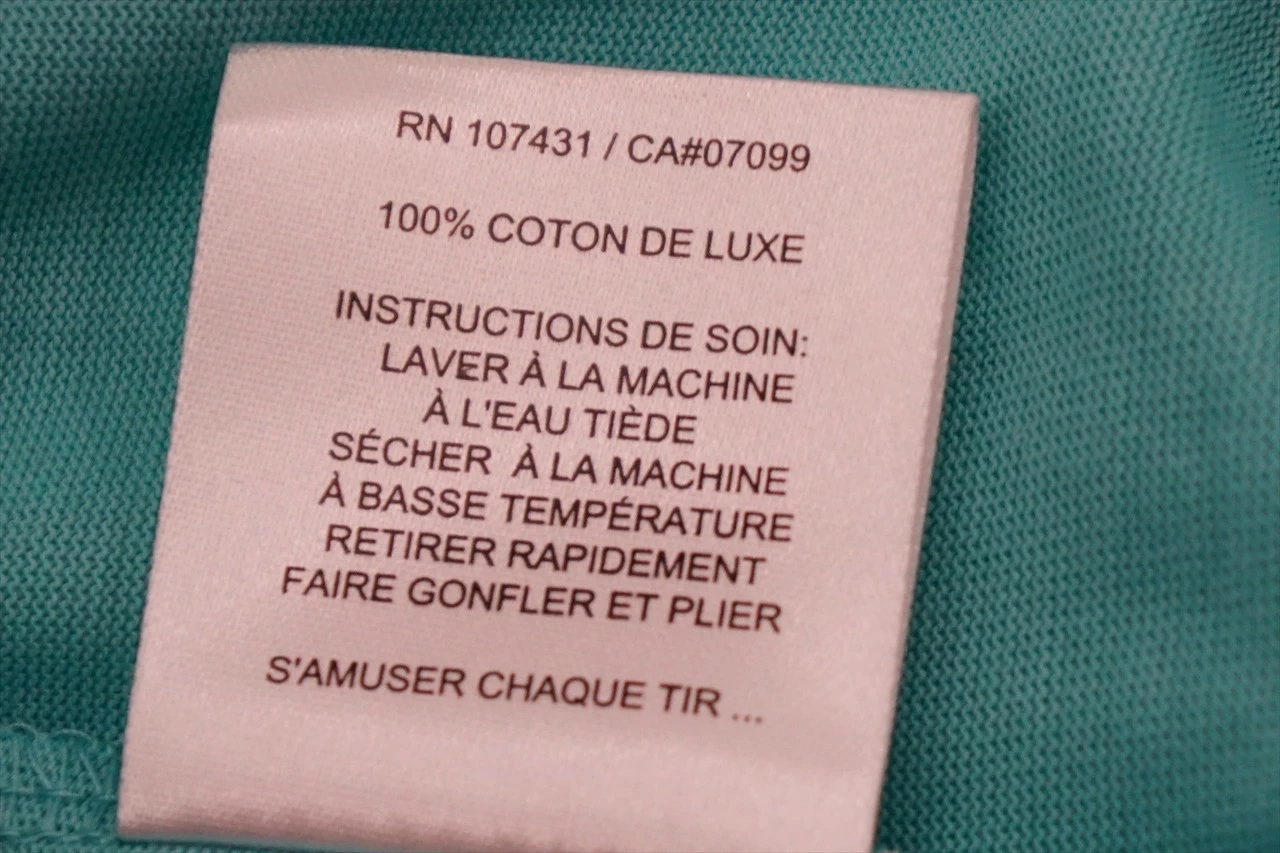 RN 107431 / CA#07099
100% COTON DE LUXE
INSTRUCTIONS DE SOIN:
LAVER À LA MACHINE
À L'EAU TIÈDE
SÉCHER À LA MACHINE
À BASSE TEMPÉRATURE
RETIRER RAPIDEMENT
FAIRE GONFLER ET PLIER
S'AMUSER CHAQUE TIR ...